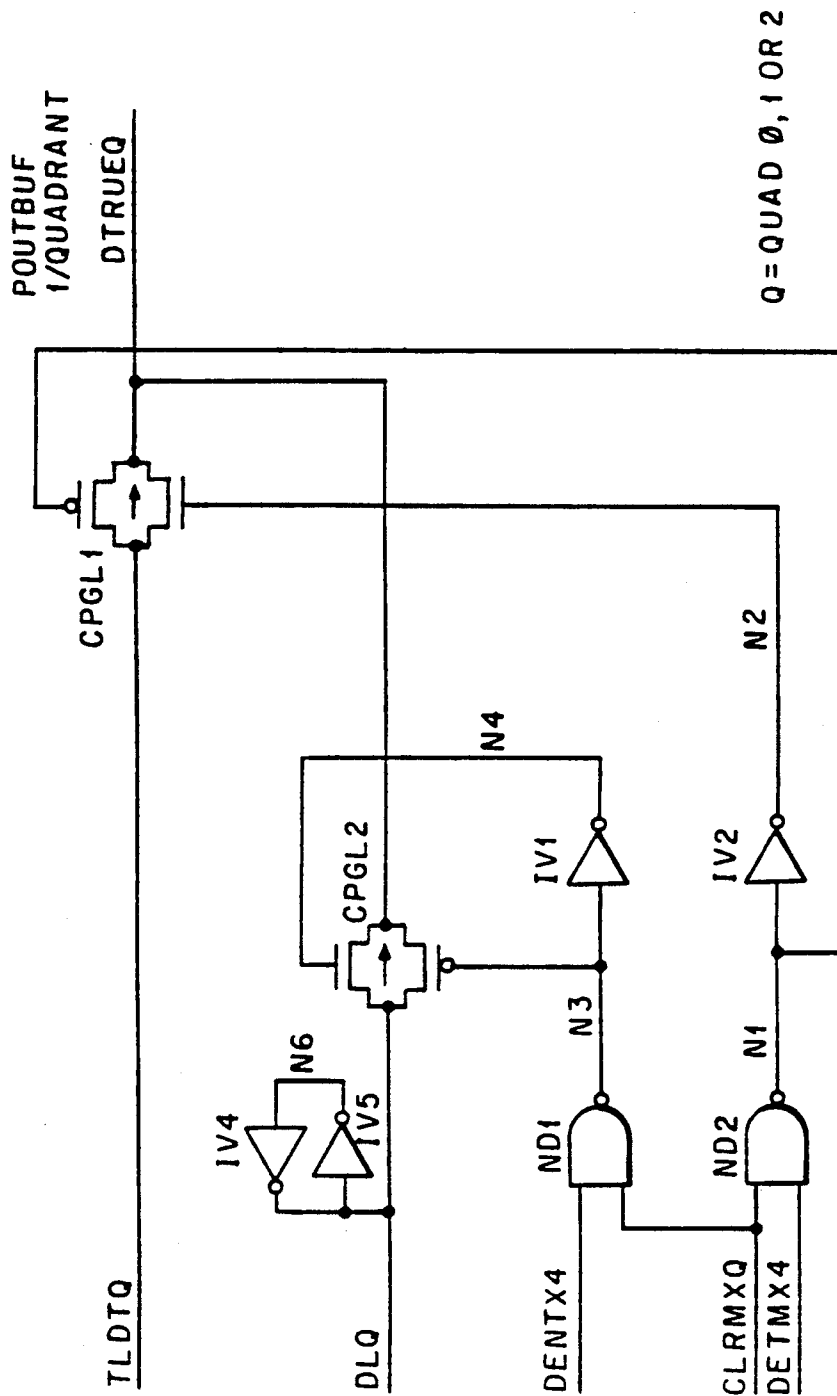 POUTBUF
1/QUADRANT
DTRUEQ
CPGL1
TLDTQ
N4
CPGL2
N6
IV4
IV5
DLQ
N2
IV1
N3
ND1
DENTX4
IV2
N1
ND2
CLRMXQ
DETMX4
Q=QUAD Ø, 1 OR 2